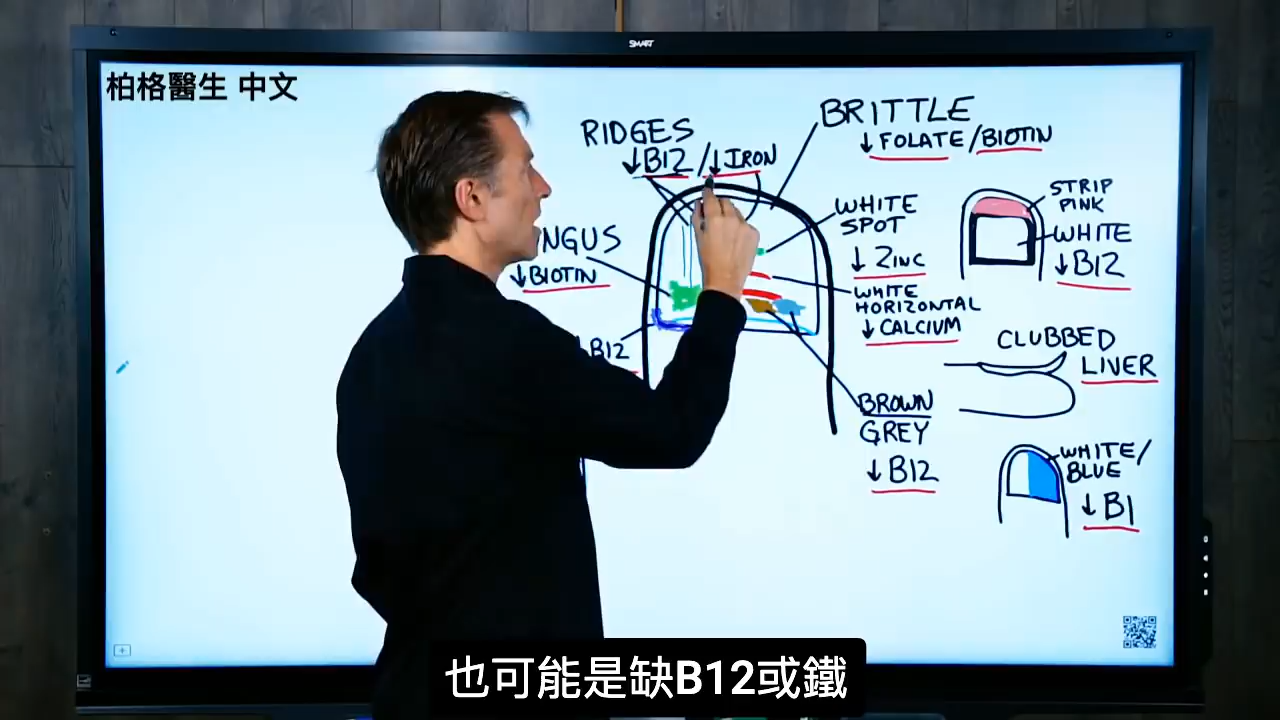 SMART
柏格醫生 中文
RIDGES
↓B12/↓IRON
BRITTLE
↓FOLATE/BIOTIN
NGUS
↓BIOTIN
B12
WHITE
SPOT
↓ZINC
WHITE
HORIZONTAL
↓CALCIUM
BROWN
GREY
↓B12
STRIP
PINK
WHITE
↓B12
CLUBBED
LIVER
WHITE/
BLUE
↓B1
也可能是缺B12或鐵